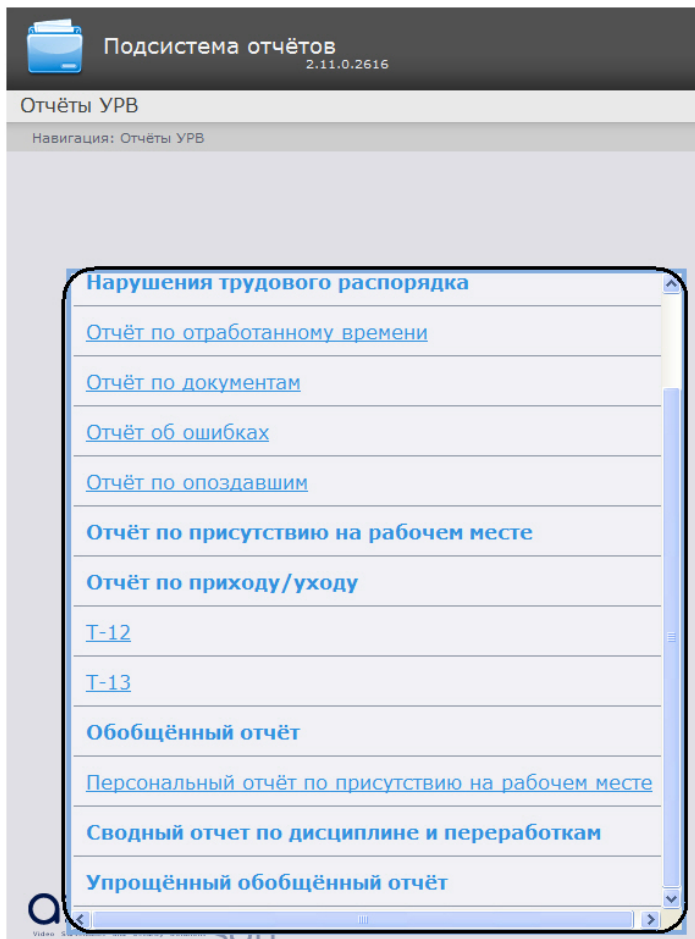 Подсистема отчётов
2.11.0.2616
Отчёты УРВ
Навигация: Отчёты УРВ
Нарушения трудового распорядка
Отчёт по отработанному времени
Отчёт по документам
Отчёт об ошибках
Отчёт по опоздавшим
Отчёт по присутствию на рабочем месте
Отчёт по приходу/уходу
Т-12
Т-13
Обобщённый отчёт
Персональный отчёт по присутствию на рабочем месте
Сводный отчет по дисциплине и переработкам
Упрощённый обобщённый отчёт